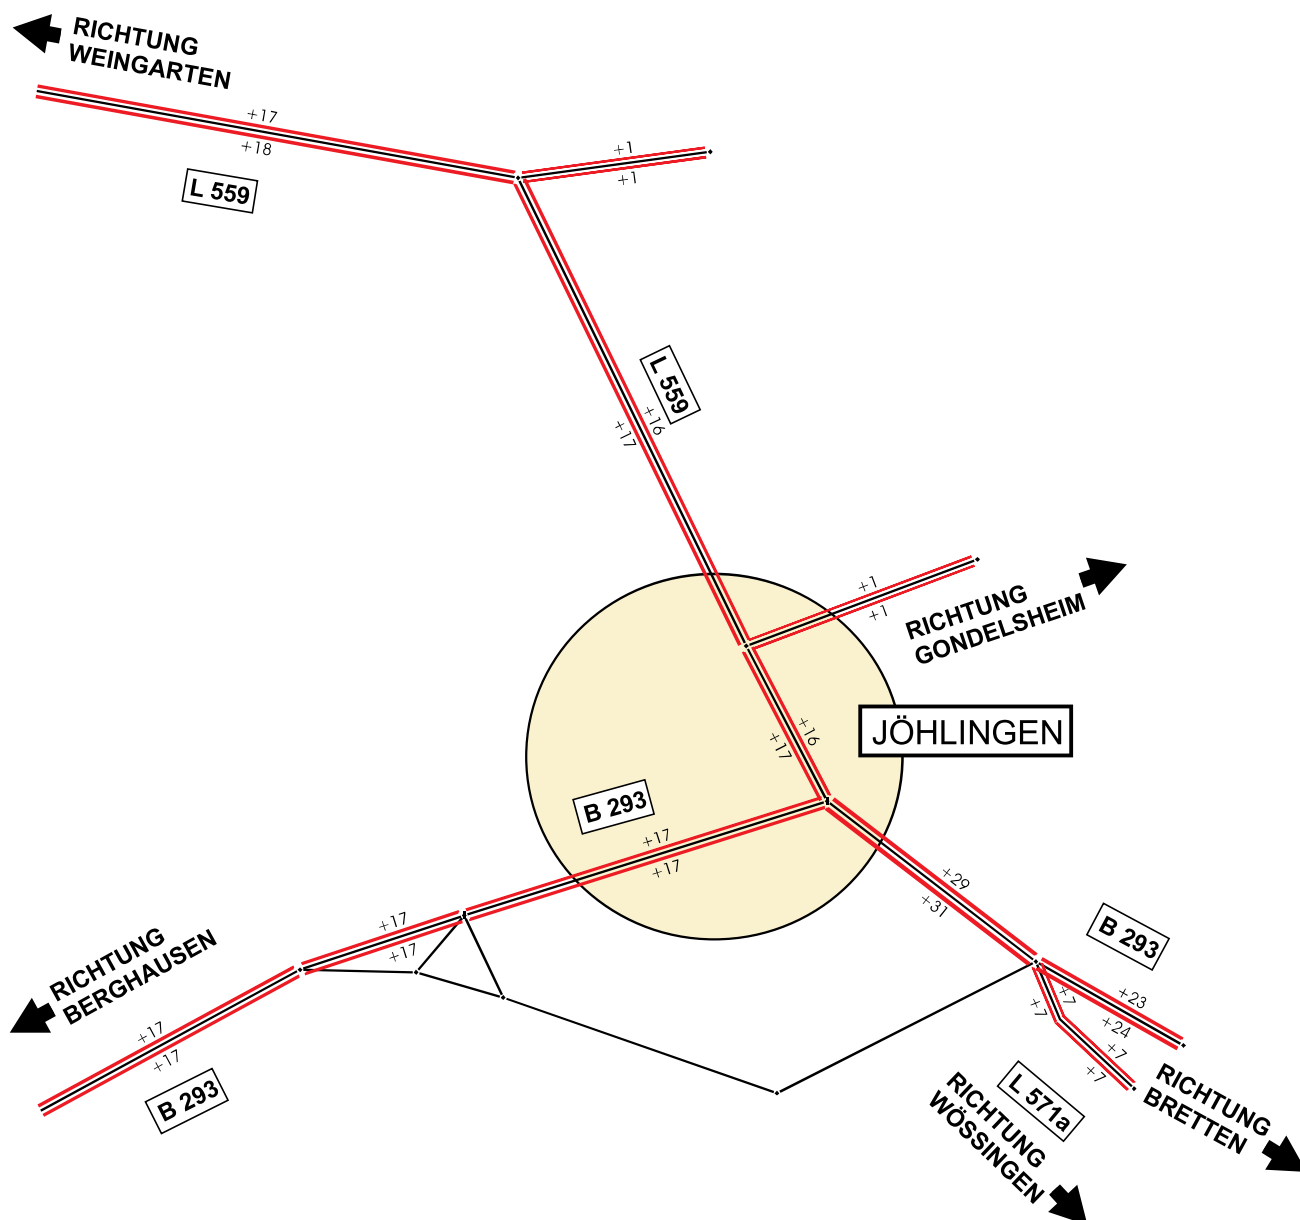 RICHTUNG
WEINGARTEN
+17
+18
L 559
+1
+1
L 559
+16
+17
+1
+1
RICHTUNG
GONDELSHEIM
JÖHLINGEN
+16
+17
B 293
+17
+17
+29
+31
+17
+17
B 293
RICHTUNG
BERGHAUSEN
+17
+17
B 293
+23
+24
+7
+7
+7
+7
L 571a
RICHTUNG
BRETTEN
RICHTUNG
WÖSSINGEN